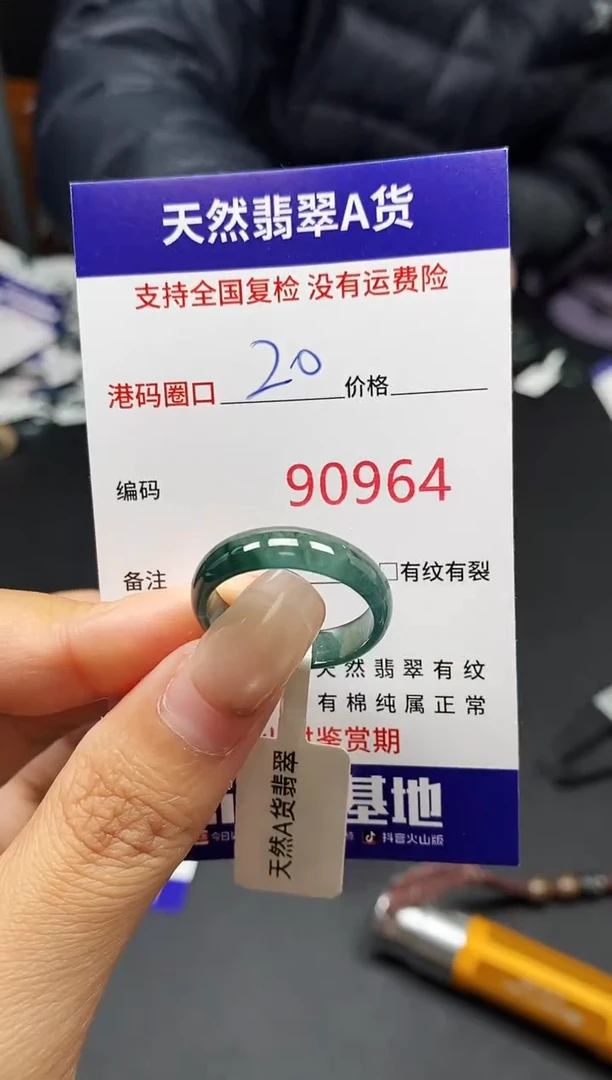 天然翡翠A货
支持全国复检 没有运费险
港码圈口 20 价格
编码 90964
备注 □有纹有裂
天然翡翠有纹
有棉纯属正常
鉴赏期
基地
今日 抖音火山版
天然A货翡翠